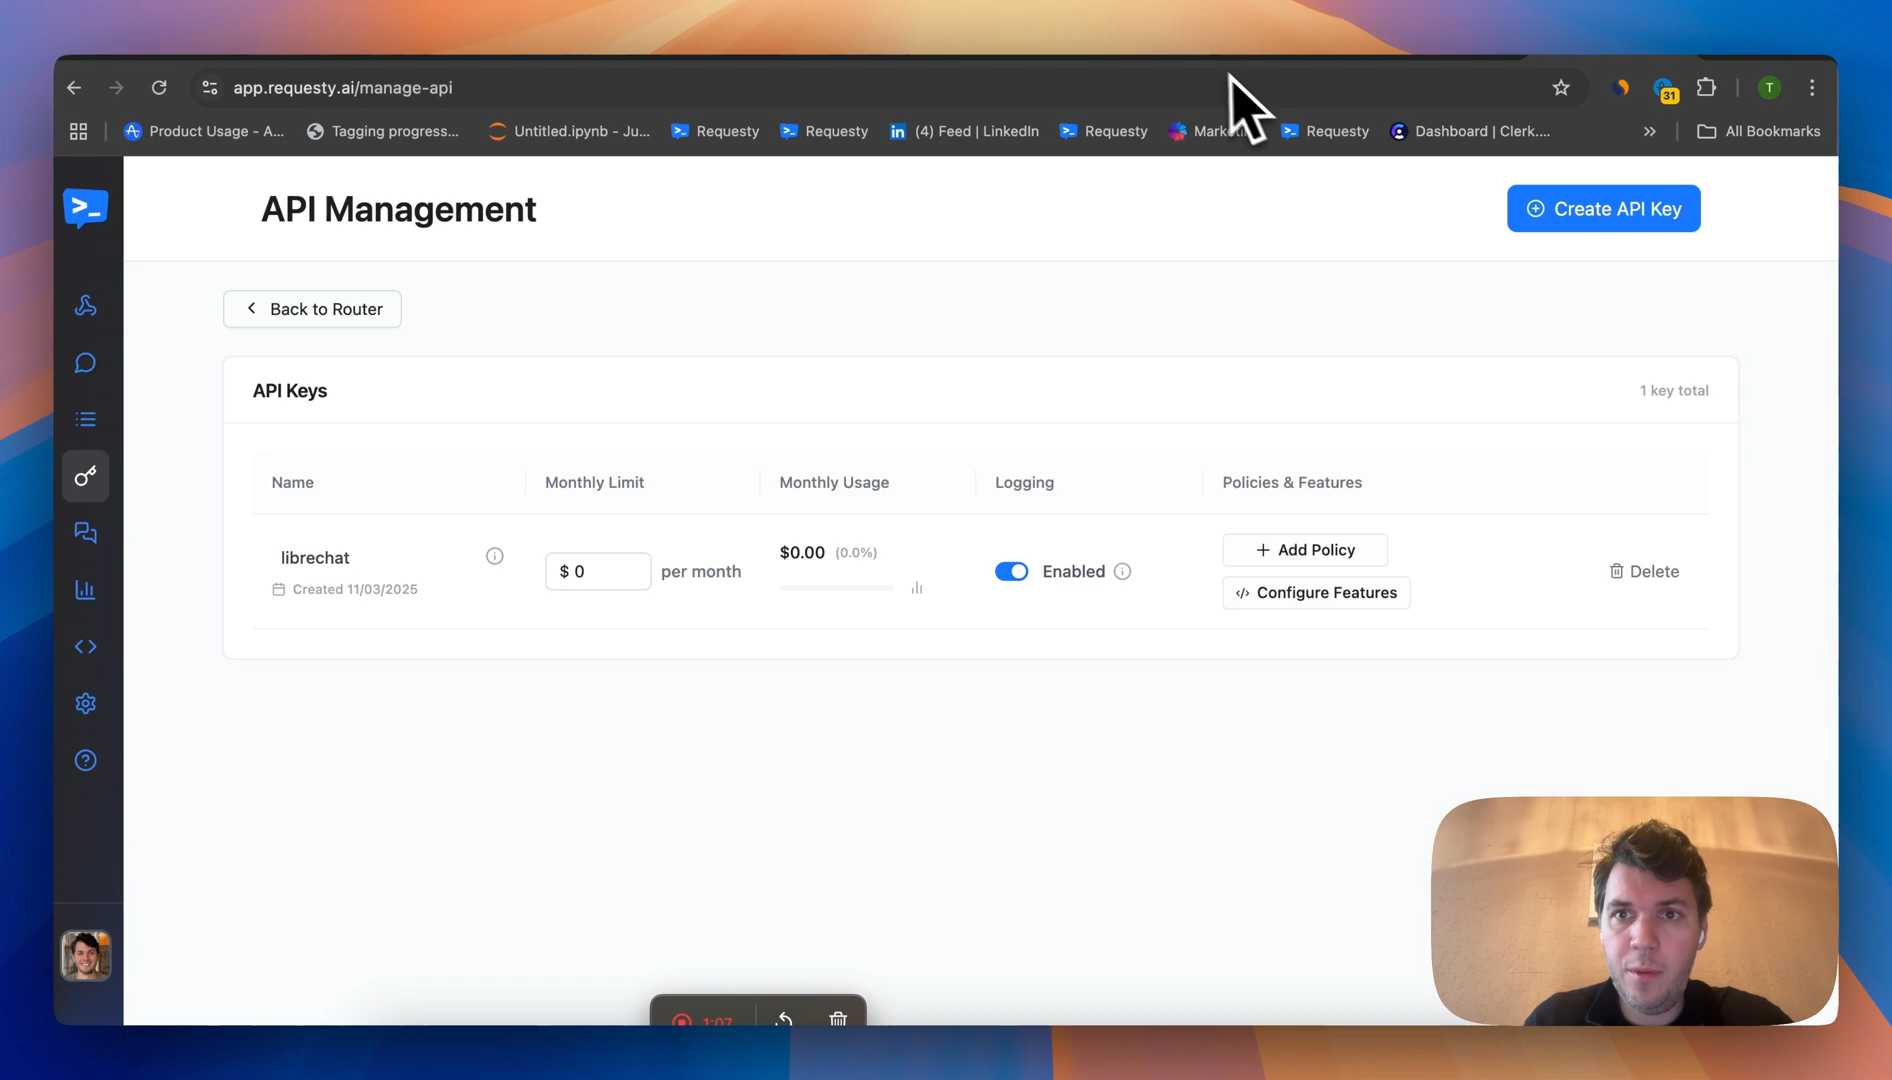 app.requesty.ai/manage-api
31
T
Product Usage - A...
Tagging progress...
Untitled.ipynb - Ju...
Requesty
Requesty
(4) Feed | LinkedIn
Requesty
Requesty
Dashboard | Clerk....
All Bookmarks
API Management
Create API Key
Back to Router
API Keys
1 key total
Name
Monthly Limit
Monthly Usage
Logging
Policies & Features
librechat
Created 11/03/2025
$ 0
per month
$0.00 (0.0%)
Enabled
+ Add Policy
</> Configure Features
Delete
1:07